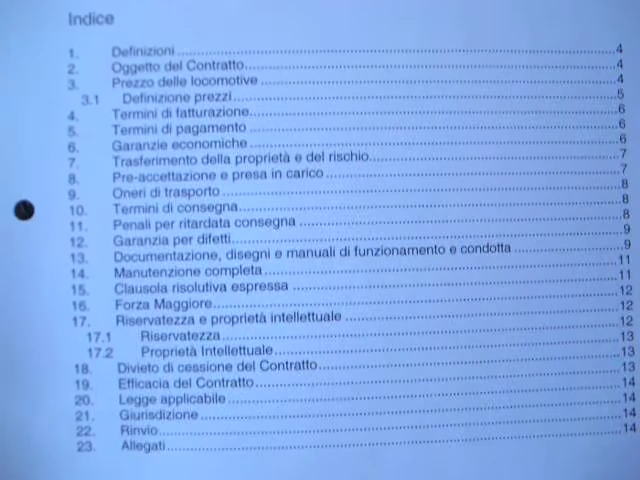 Indice
1. Definizioni........................4
2. Oggetto del Contratto........................4
3. Prezzo delle locomotive........................4
3.1 Definizione prezzi........................5
4. Termini di fatturazione........................6
5. Termini di pagamento........................6
6. Garanzie economiche........................6
7. Trasferimento della proprietà e del rischio........................7
8. Pre-accettazione e presa in carico........................7
9. Oneri di trasporto........................8
10. Termini di consegna........................8
11. Penali per ritardata consegna........................8
12. Garanzia per difetti........................9
13. Documentazione, disegni e manuali di funzionamento e condotta........................9
14. Manutenzione completa........................11
15. Clausola risolutiva espressa........................11
16. Forza Maggiore........................12
17. Riservatezza e proprietà intellettuale........................12
17.1 Riservatezza........................12
17.2 Proprietà Intellettuale........................13
18. Divieto di cessione del Contratto........................13
19. Efficacia del Contratto........................13
20. Legge applicabile........................14
21. Giurisdizione........................14
22. Rinvio........................14
23. Allegati........................14